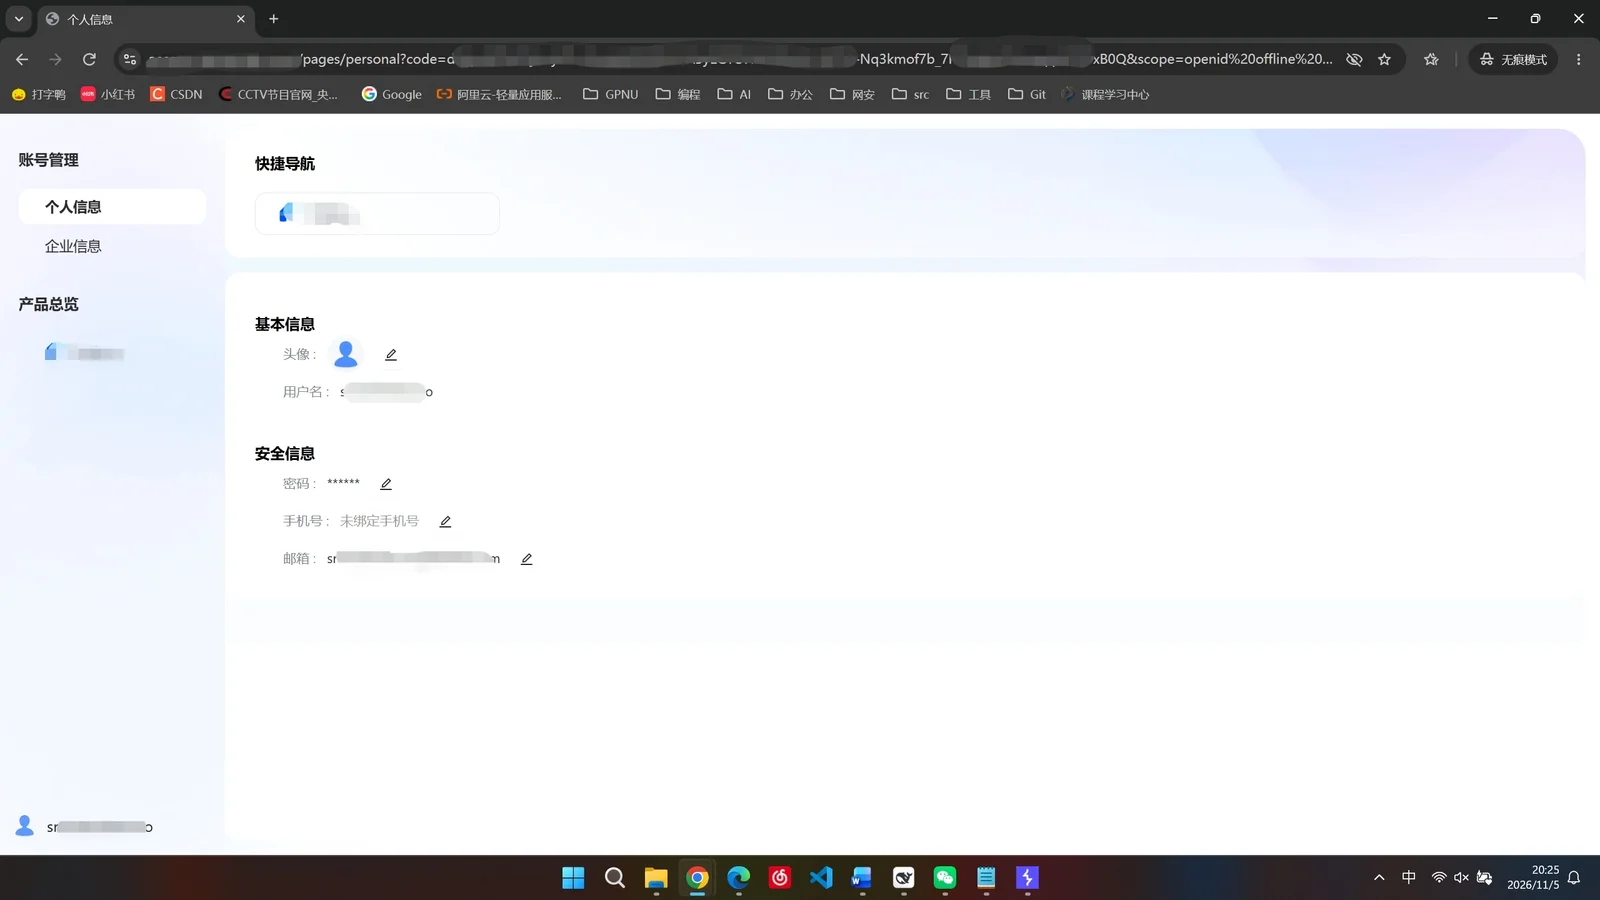 个人信息
/pages/personal?code=d
-Nq3kmof7b_7
xB0Q&scope=openid%20offline%20...
无痕模式
打字鸭 小红书 CSDN CCTV节目官网_央... Google 阿里云-轻量应用服... GPNU 编程 AI 办公 网安 src 工具 Git 课程学习中心
账号管理
个人信息
企业信息
产品总览
快捷导航
基本信息
头像：
用户名： s o
安全信息
密码： ******
手机号： 未绑定手机号
邮箱： sr m
sr o
中
20:25
2026/11/5